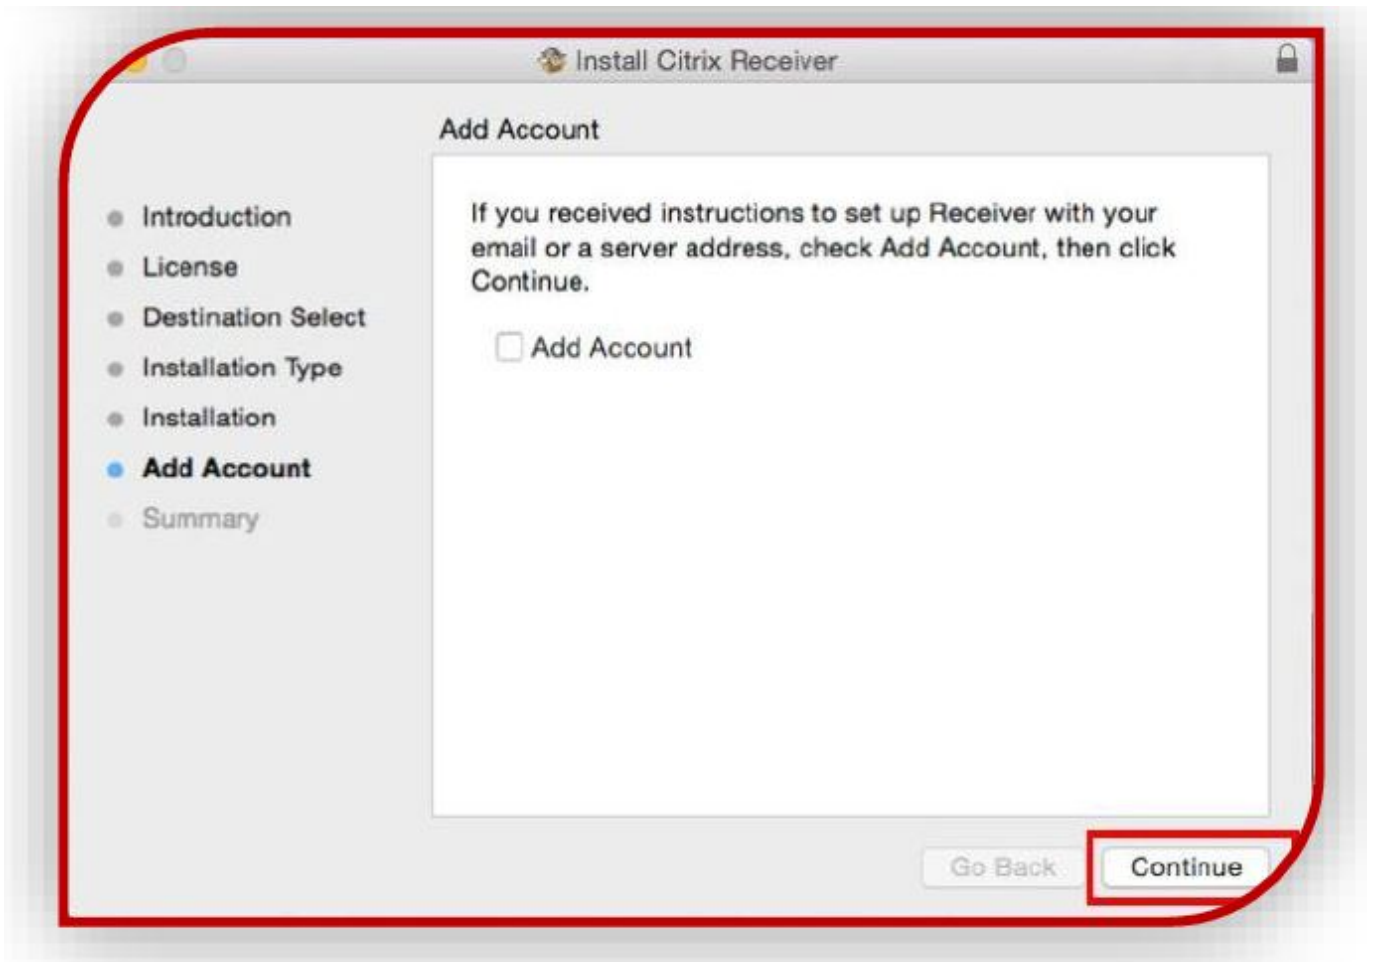 Install Citrix Receiver
Add Account
Introduction
License
Destination Select
Installation Type
Installation
Add Account
Summary
If you received instructions to set up Receiver with your
email or a server address, check Add Account, then click
Continue.
Add Account
Go Back
Continue